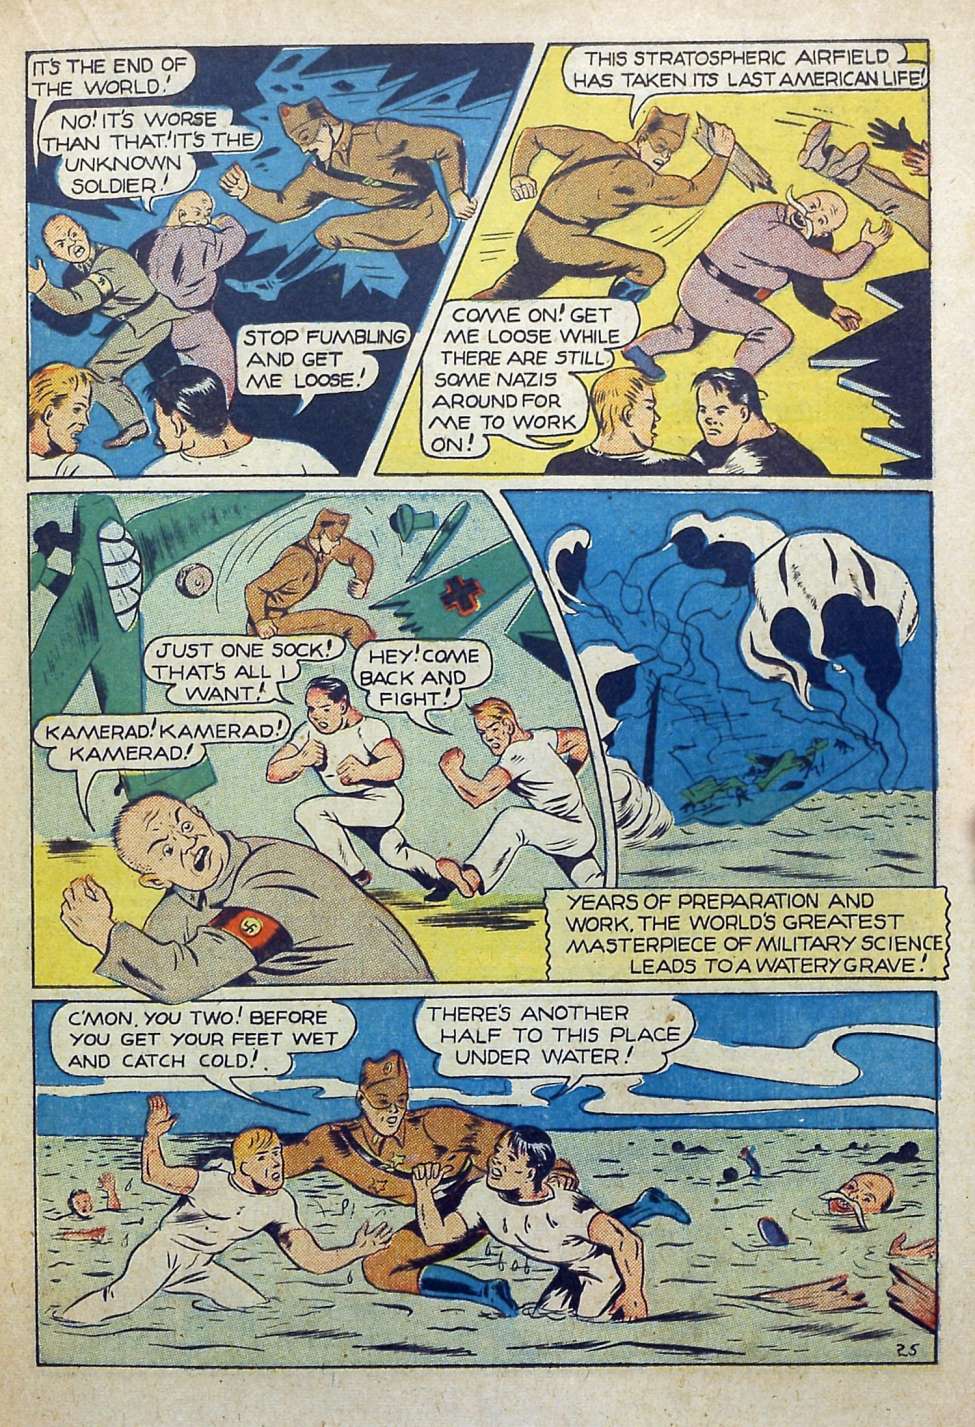 IT'S THE END OF
THE WORLD!
NO! IT'S WORSE
THAN THAT! IT'S THE
UNKNOWN
SOLDIER!
STOP FUMBLING
AND GET
ME LOOSE!
THIS STRATOSPHERIC AIRFIELD
HAS TAKEN ITS LAST AMERICAN LIFE!
COME ON! GET
ME LOOSE WHILE
THERE ARE STILL
SOME NAZIS
AROUND FOR
ME TO WORK
ON!
JUST ONE SOCK!
THAT'S ALL I
WANT!
HEY! COME
BACK AND
FIGHT!
KAMERAD! KAMERAD!
KAMERAD!
YEARS OF PREPARATION AND
WORK, THE WORLD'S GREATEST
MASTERPIECE OF MILITARY SCIENCE
LEADS TO A WATERY GRAVE!
C'MON, YOU TWO! BEFORE
YOU GET YOUR FEET WET
AND CATCH COLD!.
THERE'S ANOTHER
HALF TO THIS PLACE
UNDER WATER!
25